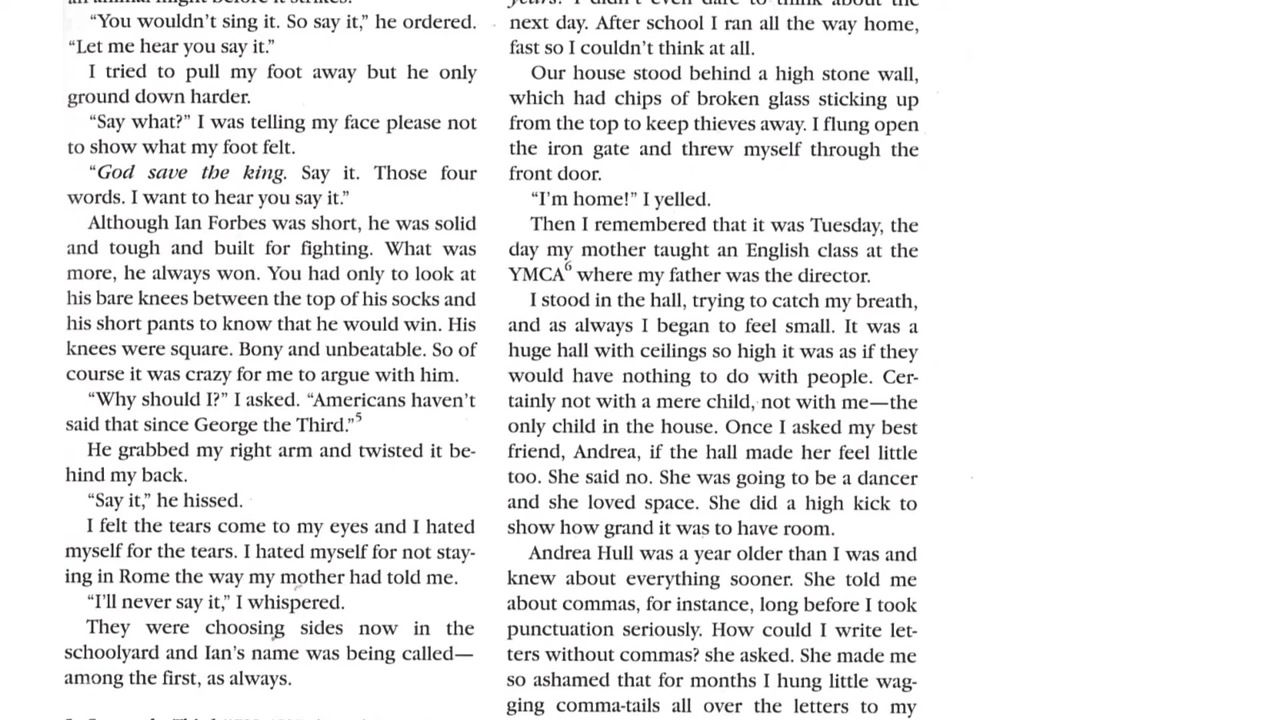 an animal might before it strikes.
“You wouldn’t sing it. So say it,” he ordered.
“Let me hear you say it.”
I tried to pull my foot away but he only
ground down harder.
“Say what?” I was telling my face please not
to show what my foot felt.
“God save the king. Say it. Those four
words. I want to hear you say it.”
Although Ian Forbes was short, he was solid
and tough and built for fighting. What was
more, he always won. You had only to look at
his bare knees between the top of his socks and
his short pants to know that he would win. His
knees were square. Bony and unbeatable. So of
course it was crazy for me to argue with him.
“Why should I?” I asked. “Americans haven’t
said that since George the Third.”5
He grabbed my right arm and twisted it be-
hind my back.
“Say it,” he hissed.
I felt the tears come to my eyes and I hated
myself for the tears. I hated myself for not stay-
ing in Rome the way my mother had told me.
“I’ll never say it,” I whispered.
They were choosing sides now in the
schoolyard and Ian’s name was being called—
among the first, as always.
years! I didn’t even dare to think about the
next day. After school I ran all the way home,
fast so I couldn’t think at all.
Our house stood behind a high stone wall,
which had chips of broken glass sticking up
from the top to keep thieves away. I flung open
the iron gate and threw myself through the
front door.
“I’m home!” I yelled.
Then I remembered that it was Tuesday, the
day my mother taught an English class at the
YMCA6 where my father was the director.
I stood in the hall, trying to catch my breath,
and as always I began to feel small. It was a
huge hall with ceilings so high it was as if they
would have nothing to do with people. Cer-
tainly not with a mere child, not with me—the
only child in the house. Once I asked my best
friend, Andrea, if the hall made her feel little
too. She said no. She was going to be a dancer
and she loved space. She did a high kick to
show how grand it was to have room.
Andrea Hull was a year older than I was and
knew about everything sooner. She told me
about commas, for instance, long before I took
punctuation seriously. How could I write let-
ters without commas? she asked. She made me
so ashamed that for months I hung little wag-
ging comma-tails all over the letters to my